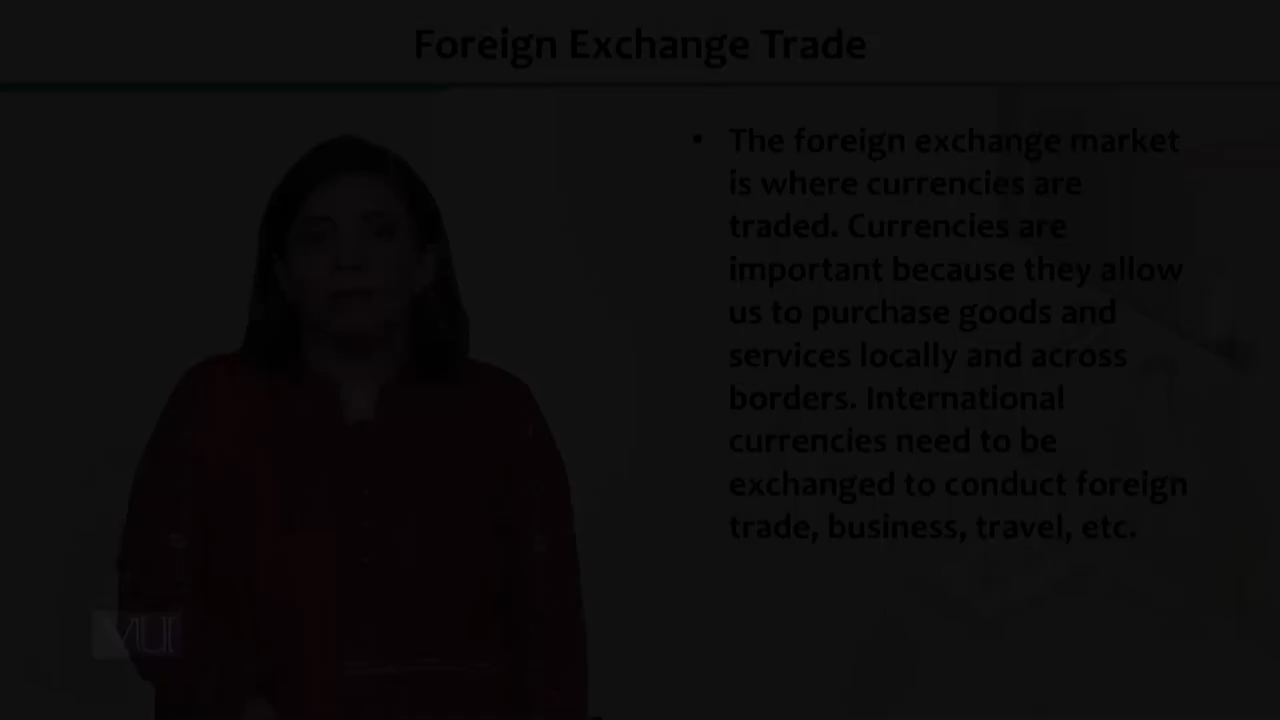 Foreign Exchange Trade
• The foreign exchange market
is where currencies are
traded. Currencies are
important because they allow
us to purchase goods and
services locally and across
borders. International
currencies need to be
exchanged to conduct foreign
trade, business, travel, etc.